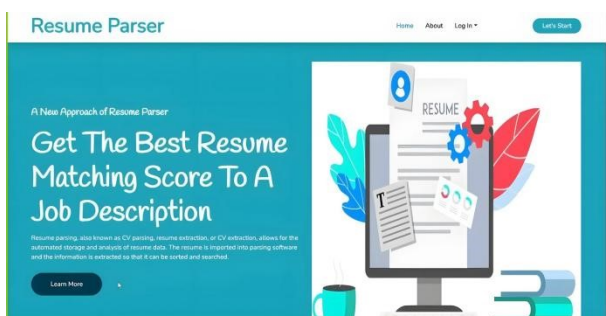 Resume Parser
Home About Log In Let's Start
A New Approach of Resume Parser
Get The Best Resume
Matching Score To A
Job Description
Resume parsing, also known as CV parsing, resume extraction, or CV extraction, allows for the
automated storage and analysis of resume data. The resume is imported into parsing software
and the information is extracted so that it can be sorted and searched.
Learn More
RESUME
T